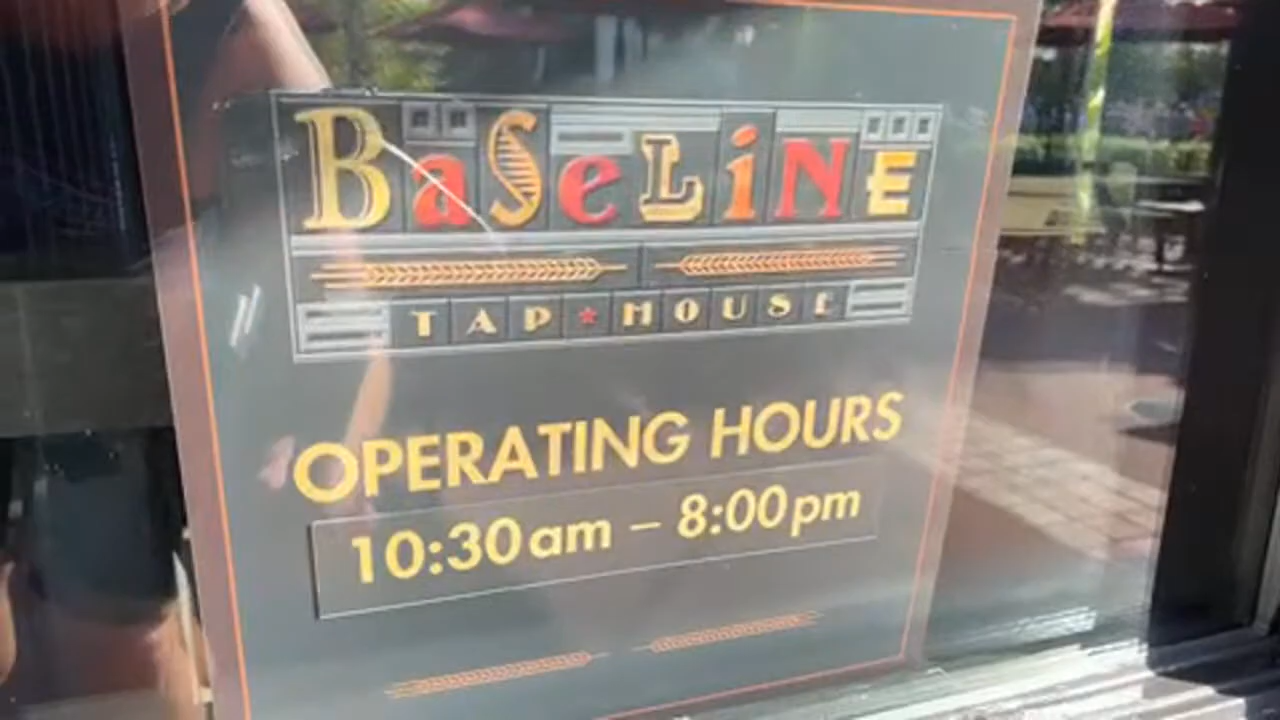 BaSeLiNE
TAP★HOUSE
OPERATING HOURS
10:30am – 8:00pm